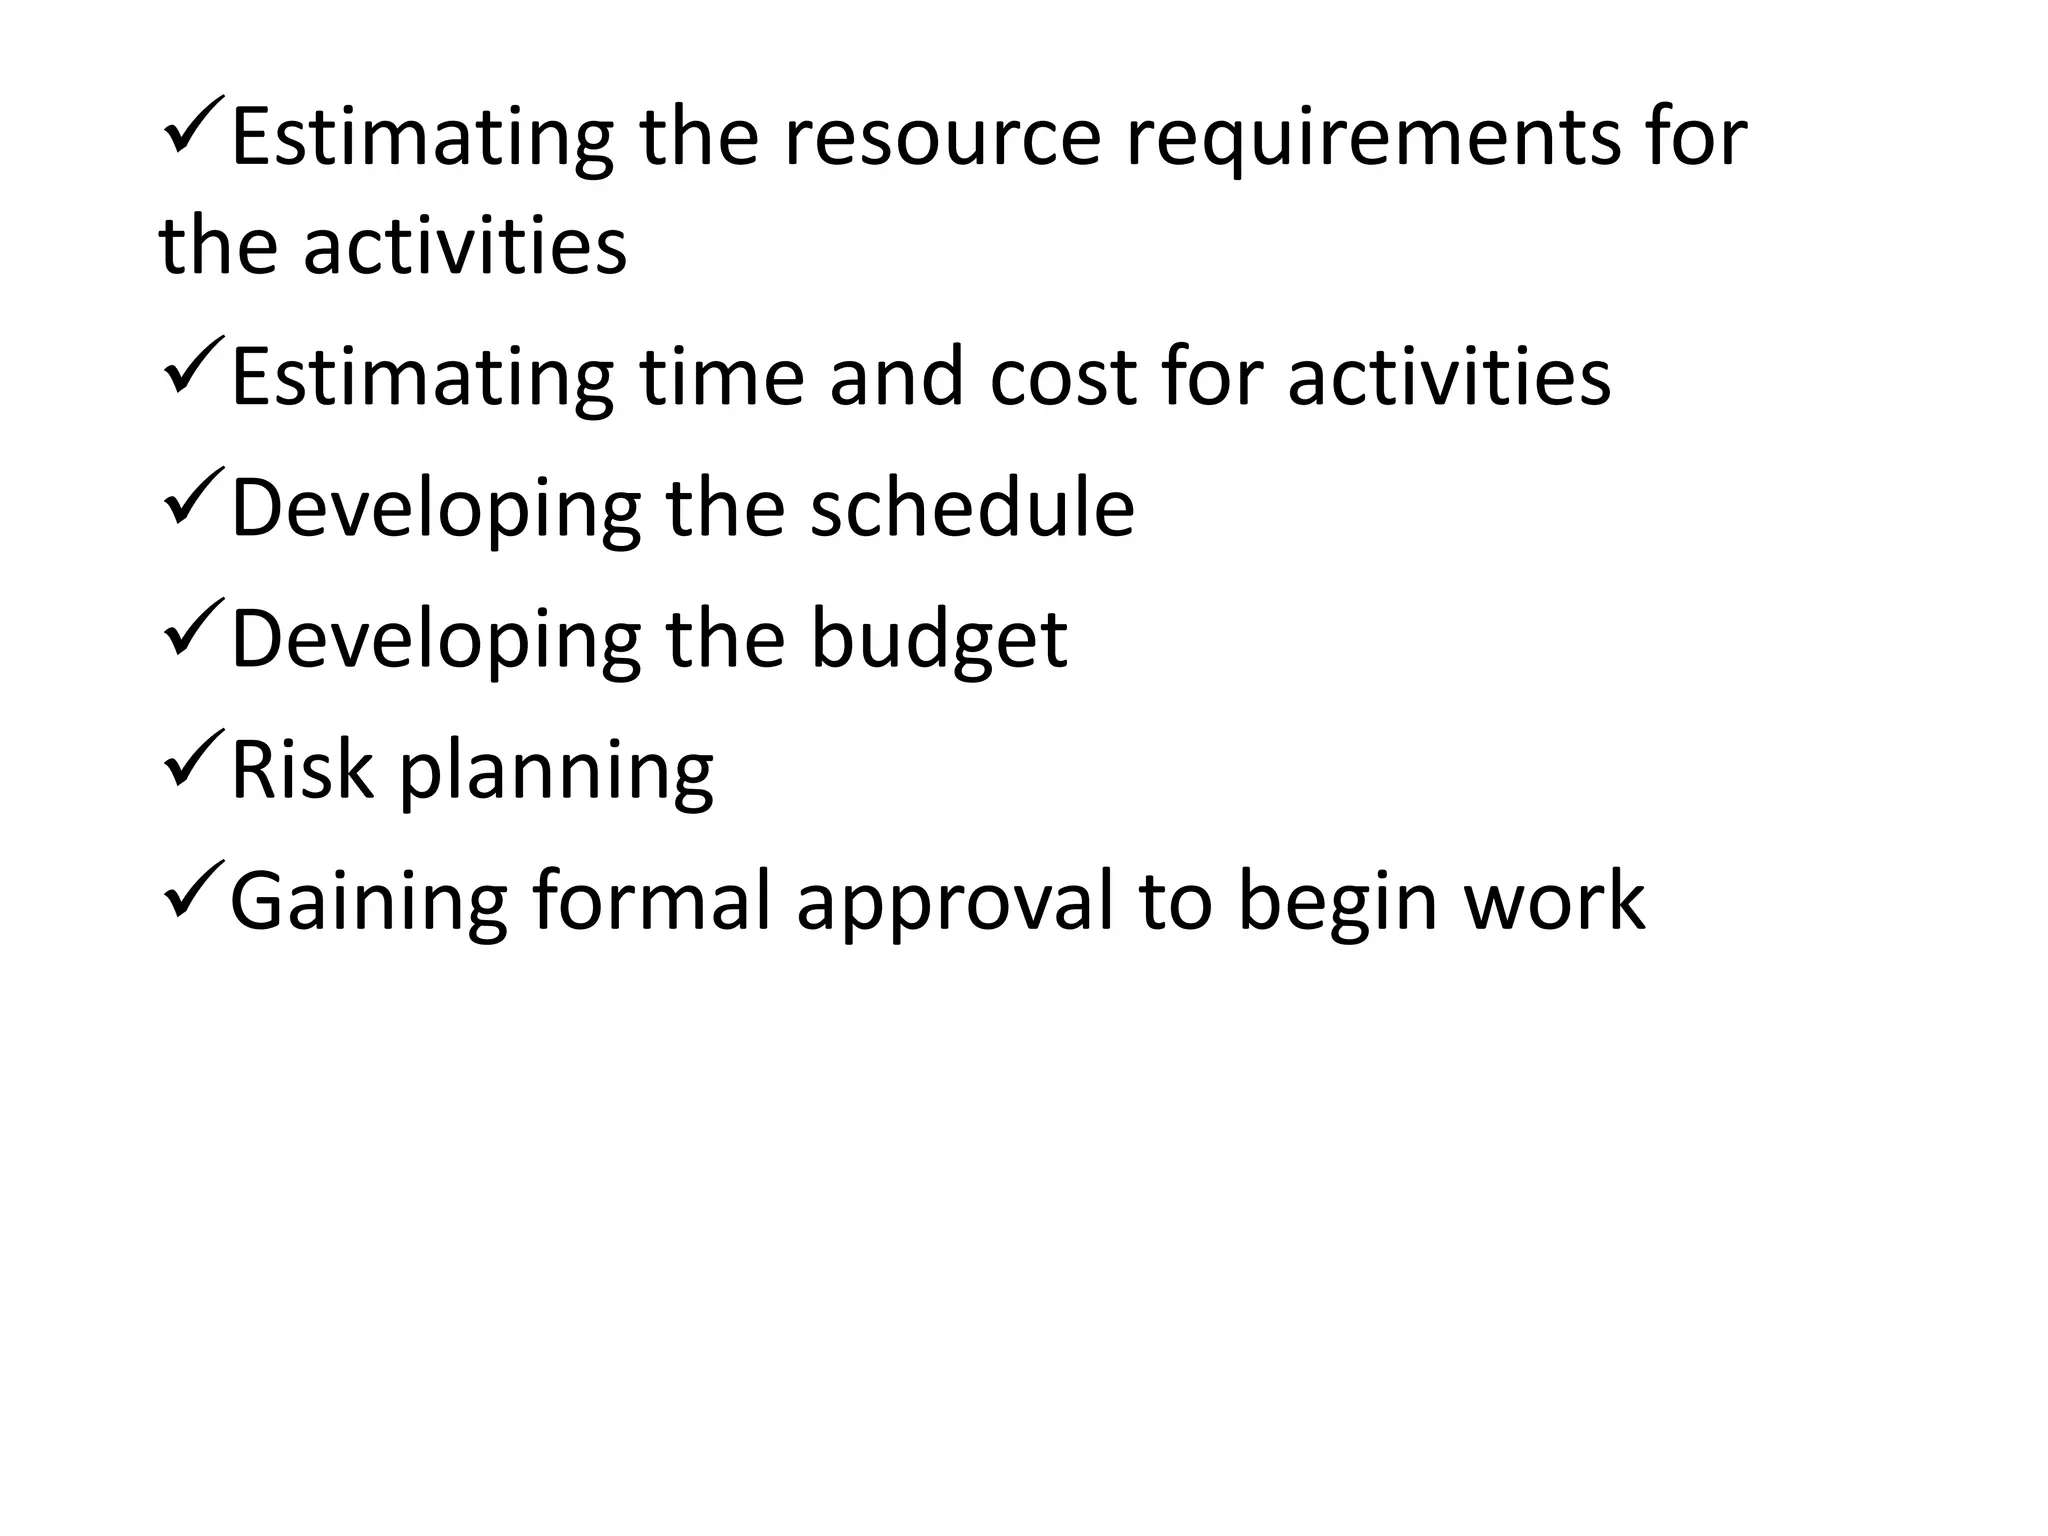 ✓Estimating the resource requirements for
the activities
✓Estimating time and cost for activities
✓Developing the schedule
✓Developing the budget
✓Risk planning
✓Gaining formal approval to begin work